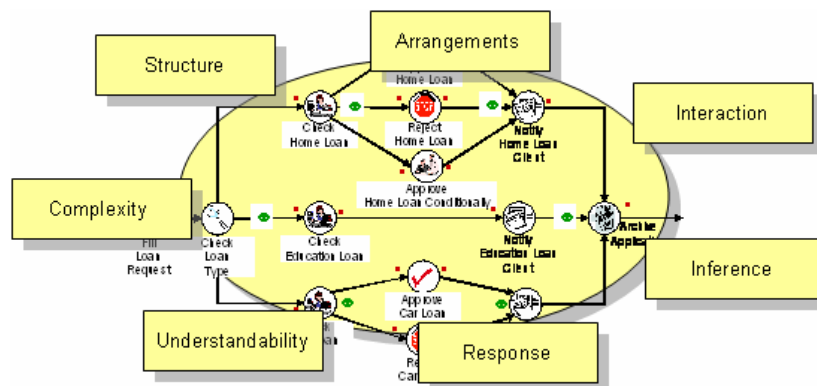 Arrangements
Structure
Home Loan
Interaction
Check
Home Loan
Reject
Home Loan
Notify
Home Loan
Client
Approve
Home Loan Conditionally
Complexity
Loan
Request
Check
Loan
Type
Check
Education Loan
Notify
Education Loan
Client
Archive
Inference
Approve
Car Loan
Understandability
Response